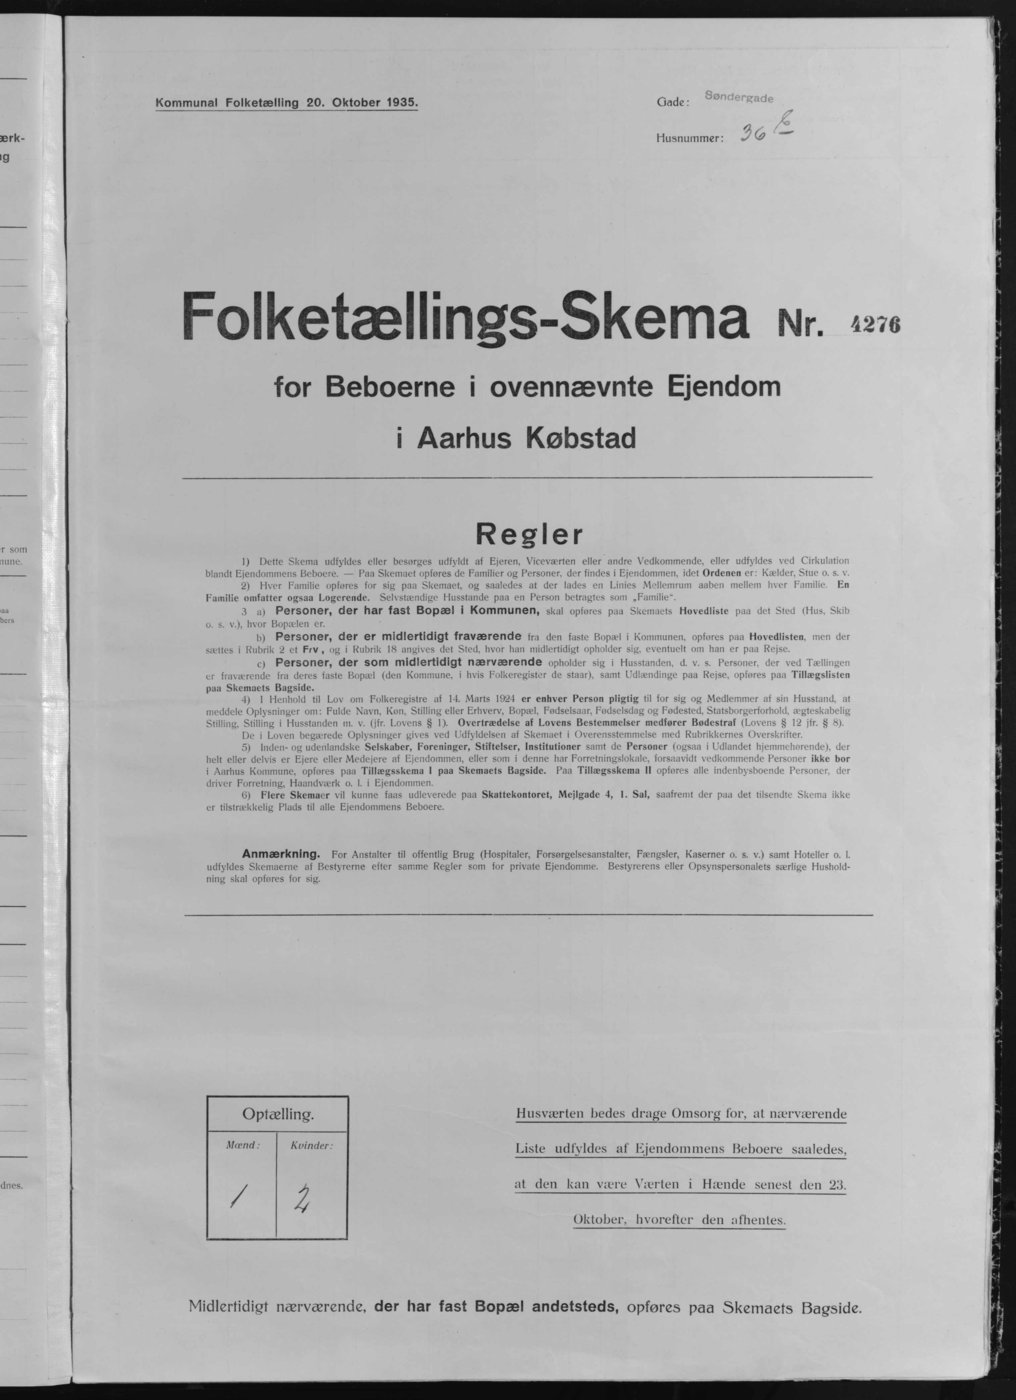 Kommunal Folketælling 20. Oktober 1935.
Gade: Søndergade
Husnummer: 36
Folketællings-Skema Nr. 4276
for Beboerne i ovennævnte Ejendom
i Aarhus Købstad
Regler
1) Dette Skema udfyldes eller besørges udfyldt af Ejeren, Viceværten eller andre Vedkommende, eller udfyldes ved Cirkulation
blandt Ejendommens Beboere. — Paa Skemaet opføres de Familier og Personer, der findes i Ejendommen, idet Ordenen er: Kælder, Stue o. s. v.
2) Hver Familie opføres for sig paa Skemaet, og saaledes at der lades en Linies Mellemrum aaben mellem hver Familie. En
Familie omfatter ogsaa Logerende. Selvstændige Husstande paa en Person betragtes som „Familie“.
3 a) Personer, der har fast Bopæl i Kommunen, skal opføres paa Skemaets Hovedliste paa det Sted (Hus, Skib
o. s. v.), hvor Bopælen er.
b) Personer, der er midlertidigt fraværende fra den faste Bopæl i Kommunen, opføres paa Hovedlisten, men der
sættes i Rubrik 2 et Frv, og i Rubrik 18 angives det Sted, hvor han midlertidigt opholder sig, eventuelt om han er paa Rejse.
c) Personer, der som midlertidigt nærværende opholder sig i Husstanden, d. v. s. Personer, der ved Tællingen
er fraværende fra deres faste Bopæl (den Kommune, i hvis Folkeregister de staar), samt Udlændinge paa Rejse, opføres paa Tillægslisten
paa Skemaets Bagside.
4) I Henhold til Lov om Folkeregistre af 14. Marts 1924 er enhver Person pligtig til for sig og Medlemmer af sin Husstand, at
meddele Oplysninger om: Fulde Navn, Køn, Stilling eller Erhverv, Bopæl, Fødselsaar, Fødselsdag og Fødested, Statsborgerforhold, ægteskabelig
Stilling, Stilling i Husstanden m. v. (jfr. Lovens § 1). Overtrædelse af Lovens Bestemmelser medfører Bødestraf (Lovens § 12 jfr. § 8).
De i Loven begærede Oplysninger gives ved Udfyldelsen af Skemaet i Overensstemmelse med Rubrikkernes Overskrifter.
5) Inden- og udenlandske Selskaber, Foreninger, Stiftelser, Institutioner samt de Personer (ogsaa i Udlandet hjemmehørende), der
helt eller delvis er Ejere eller Medejere af Ejendommen, eller som i denne har Forretningslokale, forsaavidt vedkommende Personer ikke bor
i Aarhus Kommune, opføres paa Tillægsskema I paa Skemaets Bagside. Paa Tillægsskema II opføres alle indenbysboende Personer, der
driver Forretning, Haandværk o. l. i Ejendommen.
6) Flere Skemaer vil kunne faas udleverede paa Skattekontoret, Mejlgade 4, 1. Sal, saafremt der paa det tilsendte Skema ikke
er tilstrækkelig Plads til alle Ejendommens Beboere.
Anmærkning. For Anstalter til offentlig Brug (Hospitaler, Forsørgelsesanstalter, Fængsler, Kaserner o. s. v.) samt Hoteller o. l.
udfyldes Skemaerne af Bestyrerne efter samme Regler som for private Ejendomme. Bestyrerens eller Opsynspersonalets særlige Hushold-
ning skal opføres for sig.
Optælling.
Mænd: Kvinder:
1 2
Husværten bedes drage Omsorg for, at nærværende
Liste udfyldes af Ejendommens Beboere saaledes,
at den kan være Værten i Hænde senest den 23.
Oktober, hvorefter den afhentes.
Midlertidigt nærværende, der har fast Bopæl andetsteds, opføres paa Skemaets Bagside.